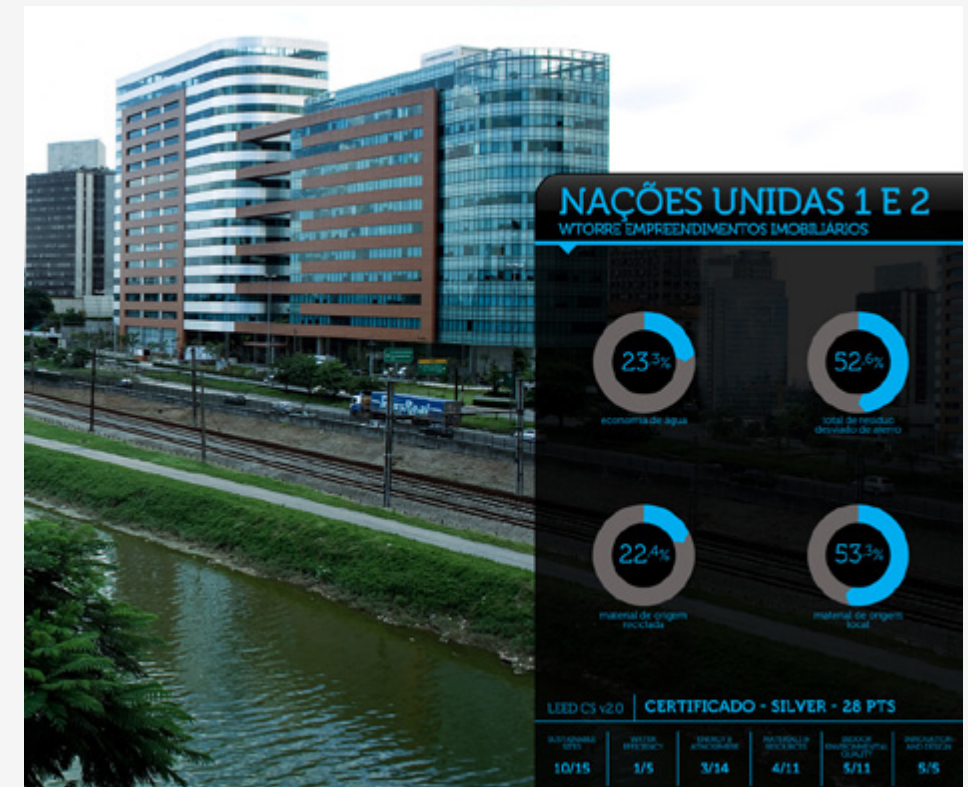 NAÇÕES UNIDAS 1 E 2
WTORRE EMPREENDIMENTOS IMOBILIÁRIOS
23.3%
economia de água
52.6%
total de resíduo
desviado de aterro
22.4%
material de origem
reciclada
53.3%
material de origem
local
LEED CS v2.0 CERTIFICADO - SILVER - 28 PTS
SUSTAINABLE
SITES
10/15
WATER
EFFICIENCY
1/5
ENERGY &
ATMOSPHERE
3/14
MATERIALS &
RESOURCES
4/11
INDOOR
ENVIRONMENTAL
QUALITY
5/11
INNOVATION
AND DESIGN
5/5